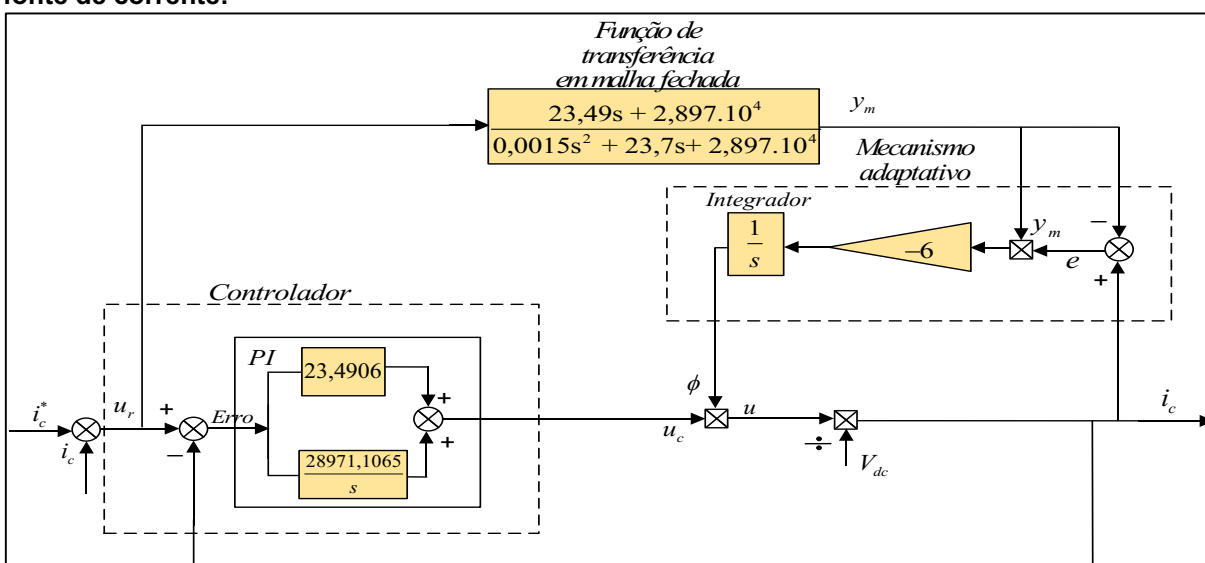 fonte de corrente.
Função de
transferência
em malha fechada
23,49s + 2,897.10⁴
0,0015s² + 23,7s+ 2,897.10⁴
y_m
Mecanismo
adaptativo
Integrador
1
s
−6
y_m
e
−
+
Controlador
PI
23,4906
28971,1065
s
+
+
i_c^*
i_c
u_r
+
−
Erro
ϕ
u_c
u
÷
V_dc
i_c